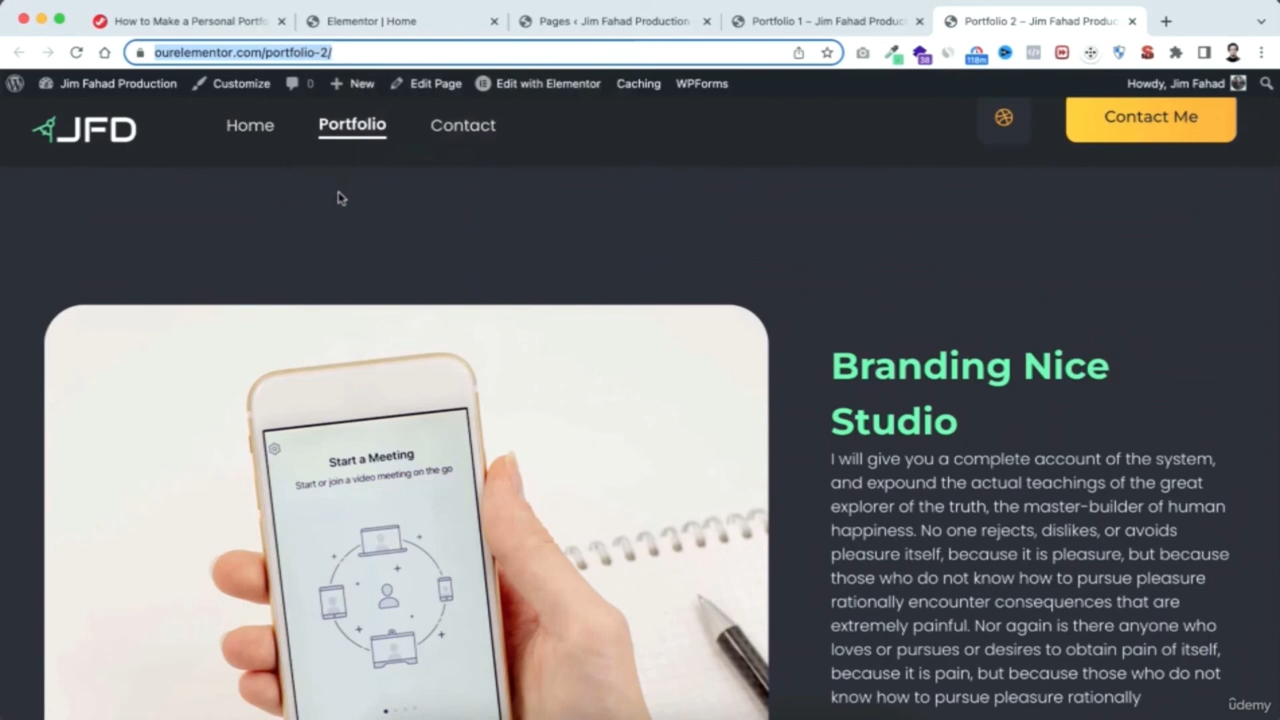 How to Make a Personal Portfo
Elementor | Home
Pages ‹ Jim Fahad Production
Portfolio 1 – Jim Fahad Produc
Portfolio 2 – Jim Fahad Produc
ourelementor.com/portfolio-2/
38
118m
Jim Fahad Production
Customize
0
New
Edit Page
Edit with Elementor
Caching
WPForms
Howdy, Jim Fahad
JFD
Home
Portfolio
Contact
Contact Me
Start a Meeting
Start or join a video meeting on the go
Branding Nice
Studio
I will give you a complete account of the system,
and expound the actual teachings of the great
explorer of the truth, the master-builder of human
happiness. No one rejects, dislikes, or avoids
pleasure itself, because it is pleasure, but because
those who do not know how to pursue pleasure
rationally encounter consequences that are
extremely painful. Nor again is there anyone who
loves or pursues or desires to obtain pain of itself,
because it is pain, but because those who do not
know how to pursue pleasure rationally
ûdemy